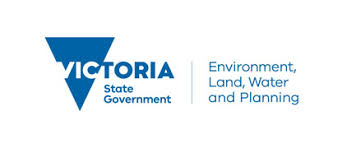 VICTORIA
State
Government
Environment,
Land, Water
and Planning